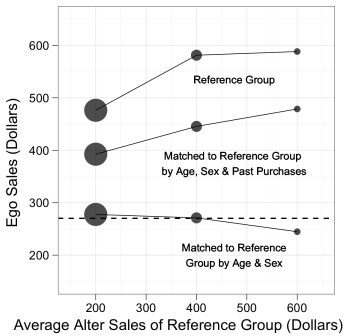 Ego Sales (Dollars)
600
500
400
300
200
Reference Group
Matched to Reference Group
by Age, Sex & Past Purchases
Matched to Reference
Group by Age & Sex
200 300 400 500 600
Average Alter Sales of Reference Group (Dollars)